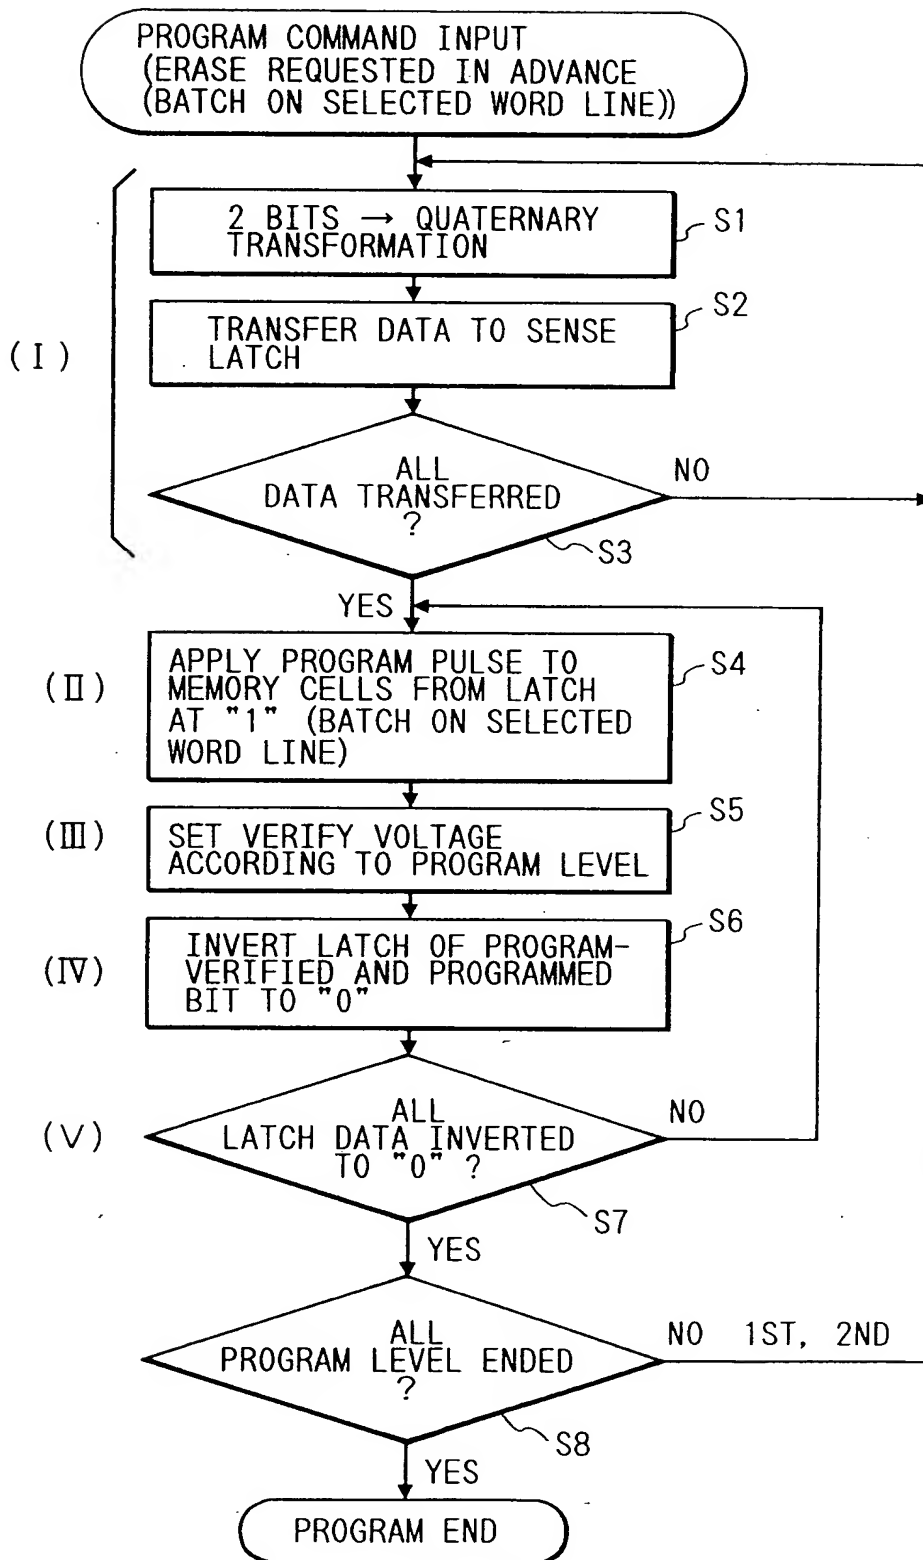 PROGRAM COMMAND INPUT
(ERASE REQUESTED IN ADVANCE
(BATCH ON SELECTED WORD LINE))
(I)
2 BITS → QUATERNARY
TRANSFORMATION
S1
TRANSFER DATA TO SENSE
LATCH
S2
ALL
DATA TRANSFERRED
?
NO
S3
YES
(II)
APPLY PROGRAM PULSE TO
MEMORY CELLS FROM LATCH
AT "1" (BATCH ON SELECTED
WORD LINE)
S4
(III)
SET VERIFY VOLTAGE
ACCORDING TO PROGRAM LEVEL
S5
(IV)
INVERT LATCH OF PROGRAM-
VERIFIED AND PROGRAMMED
BIT TO "0"
S6
(V)
ALL
LATCH DATA INVERTED
TO "0" ?
NO
S7
YES
ALL
PROGRAM LEVEL ENDED
?
NO 1ST, 2ND
S8
YES
PROGRAM END